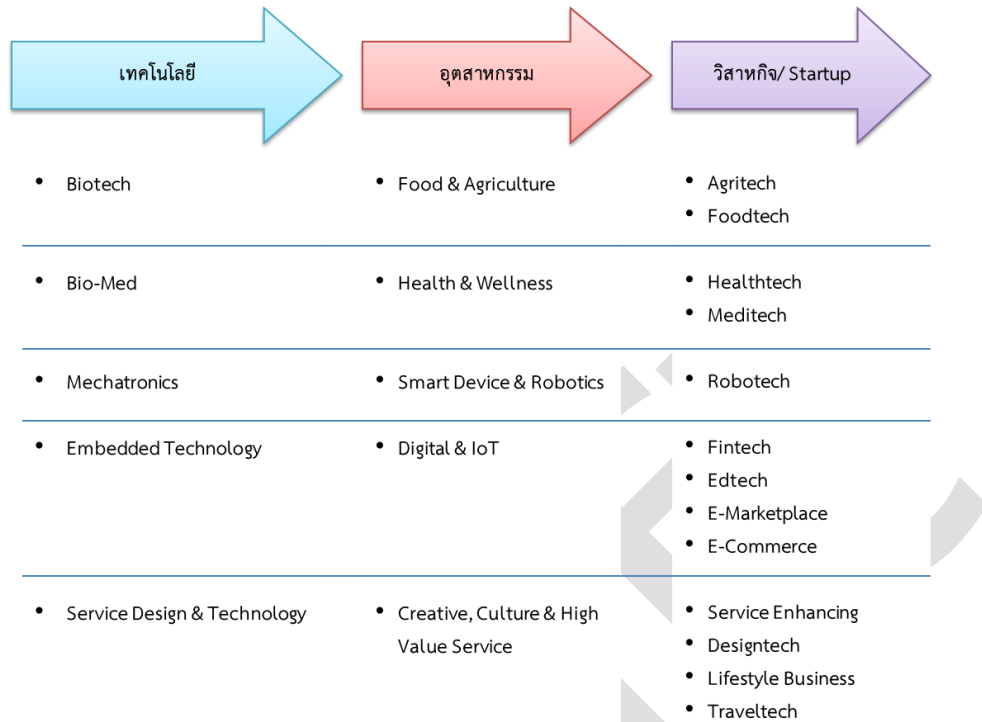 เทคโนโลยี
อุตสาหกรรม
วิสาหกิจ/ Startup
• Biotech
• Food & Agriculture
• Agritech
• Foodtech
• Bio-Med
• Health & Wellness
• Healthtech
• Meditech
• Mechatronics
• Smart Device & Robotics
• Robotech
• Embedded Technology
• Digital & IoT
• Fintech
• Edtech
• E-Marketplace
• E-Commerce
• Service Design & Technology
• Creative, Culture & High
Value Service
• Service Enhancing
• Designtech
• Lifestyle Business
• Traveltech